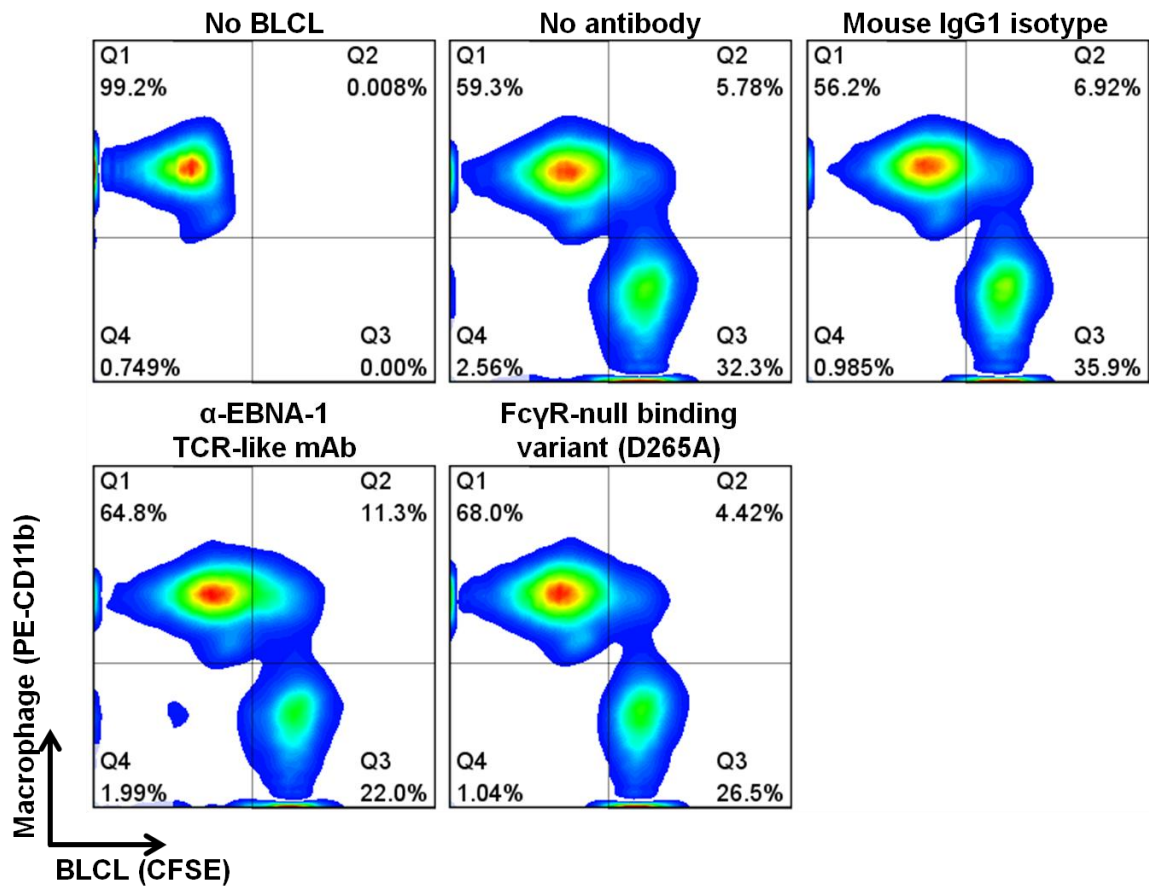 No BLCL
No antibody
Mouse IgG1 isotype
Q1
99.2%
Q2
0.008%
Q4
0.749%
Q3
0.00%
Q1
59.3%
Q2
5.78%
Q4
2.56%
Q3
32.3%
Q1
56.2%
Q2
6.92%
Q4
0.985%
Q3
35.9%
α-EBNA-1
TCR-like mAb
FcγR-null binding
variant (D265A)
Q1
64.8%
Q2
11.3%
Q4
1.99%
Q3
22.0%
Q1
68.0%
Q2
4.42%
Q4
1.04%
Q3
26.5%
Macrophage (PE-CD11b)
BLCL (CFSE)